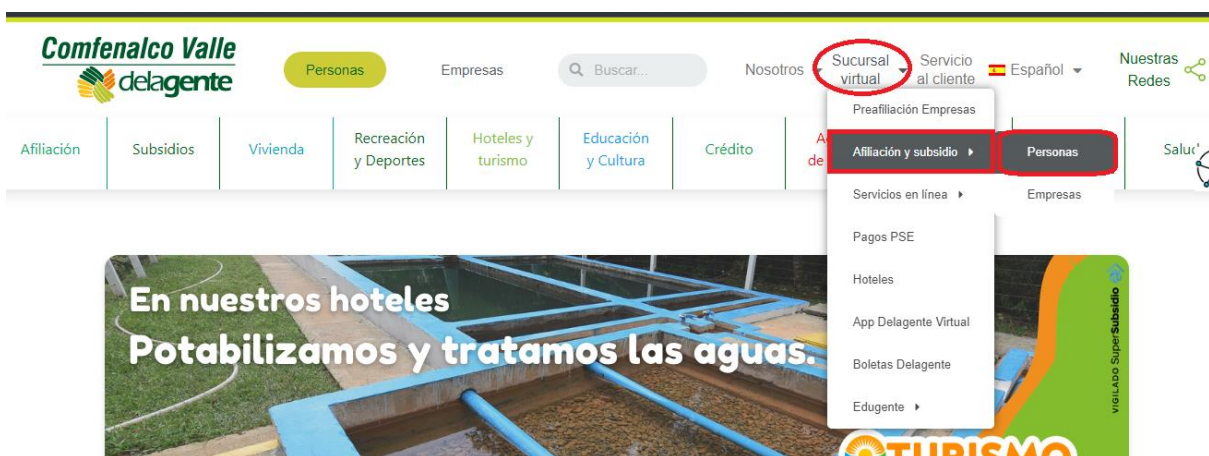 Comfenalco Valle
delagente
Personas
Empresas
Buscar...
Nosotros
Sucursal
virtual
Servicio
al cliente
Español
Nuestras
Redes
Afiliación
Subsidios
Vivienda
Recreación
y Deportes
Hoteles y
turismo
Educación
y Cultura
Crédito
de
Preafiliación Empresas
Afiliación y subsidio
Servicios en línea
Pagos PSE
Hoteles
App Delagente Virtual
Boletas Delagente
Edugente
Personas
Empresas
En nuestros hoteles
Potabilizamos y tratamos las aguas.
VIGILADO SuperSubsidio
TURISMO